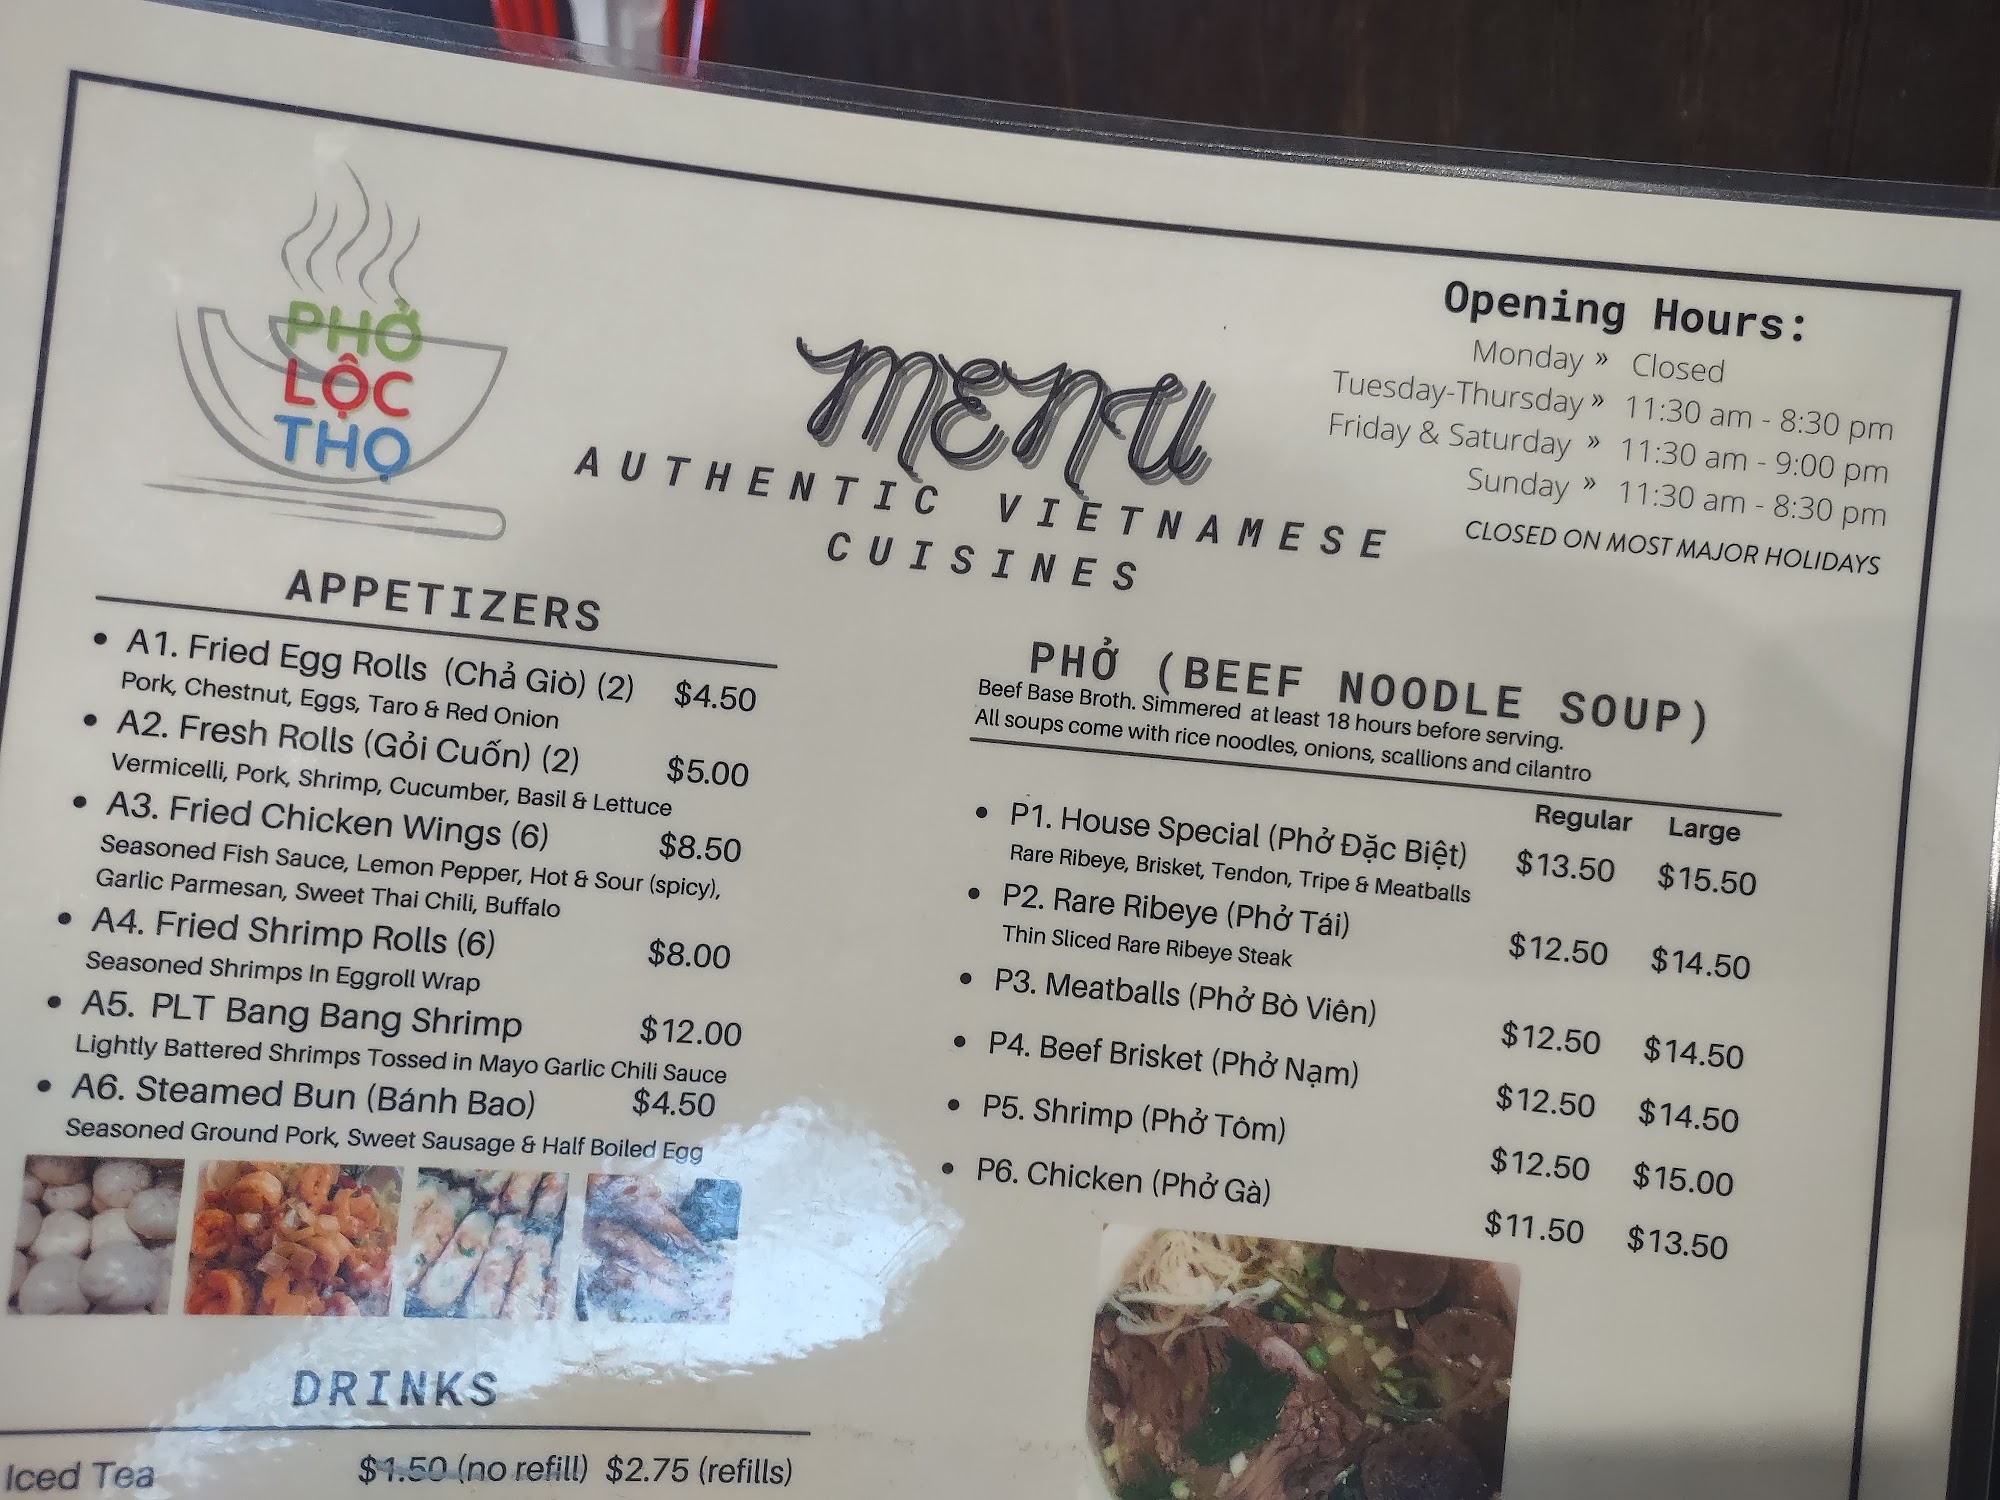 PHỞ
LỘC
THỌ
MENU
AUTHENTIC VIETNAMESE
CUISINES
Opening Hours:
Monday » Closed
Tuesday-Thursday » 11:30 am - 8:30 pm
Friday & Saturday » 11:30 am - 9:00 pm
Sunday » 11:30 am - 8:30 pm
CLOSED ON MOST MAJOR HOLIDAYS
APPETIZERS
• A1. Fried Egg Rolls (Chả Giò) (2) $4.50
Pork, Chestnut, Eggs, Taro & Red Onion
• A2. Fresh Rolls (Gỏi Cuốn) (2) $5.00
Vermicelli, Pork, Shrimp, Cucumber, Basil & Lettuce
• A3. Fried Chicken Wings (6) $8.50
Seasoned Fish Sauce, Lemon Pepper, Hot & Sour (spicy),
Garlic Parmesan, Sweet Thai Chili, Buffalo
• A4. Fried Shrimp Rolls (6) $8.00
Seasoned Shrimps In Eggroll Wrap
• A5. PLT Bang Bang Shrimp $12.00
Lightly Battered Shrimps Tossed in Mayo Garlic Chili Sauce
• A6. Steamed Bun (Bánh Bao) $4.50
Seasoned Ground Pork, Sweet Sausage & Half Boiled Egg
DRINKS
Iced Tea $1.50 (no refill) $2.75 (refills)
PHỞ (BEEF NOODLE SOUP)
Beef Base Broth. Simmered at least 18 hours before serving.
All soups come with rice noodles, onions, scallions and cilantro
Regular Large
• P1. House Special (Phở Đặc Biệt) $13.50 $15.50
Rare Ribeye, Brisket, Tendon, Tripe & Meatballs
• P2. Rare Ribeye (Phở Tái) $12.50 $14.50
Thin Sliced Rare Ribeye Steak
• P3. Meatballs (Phở Bò Viên) $12.50 $14.50
• P4. Beef Brisket (Phở Nạm) $12.50 $14.50
• P5. Shrimp (Phở Tôm) $12.50 $15.00
• P6. Chicken (Phở Gà) $11.50 $13.50